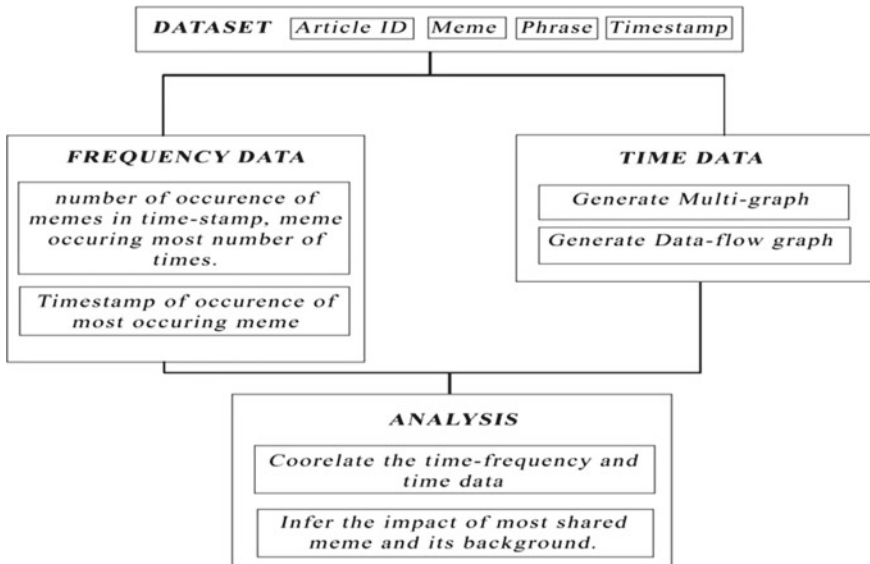 DATASET Article ID Meme Phrase Timestamp
FREQUENCY DATA
number of occurence of
memes in time-stamp, meme
occuring most number of
times.
Timestamp of occurence of
most occuring meme
TIME DATA
Generate Multi-graph
Generate Data-flow graph
ANALYSIS
Coorelate the time-frequency and
time data
Infer the impact of most shared
meme and its background.